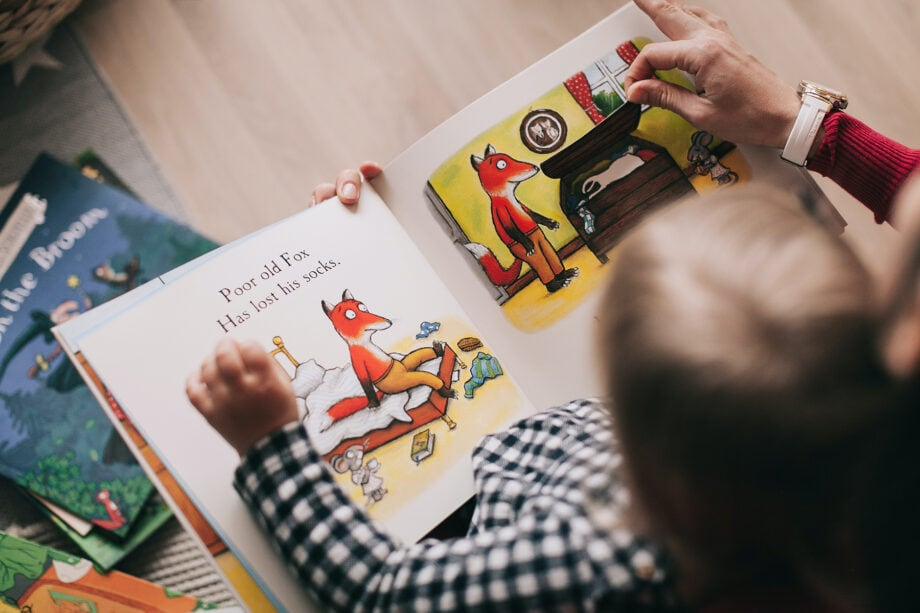 Poor old Fox
Has lost his socks.
the Broom